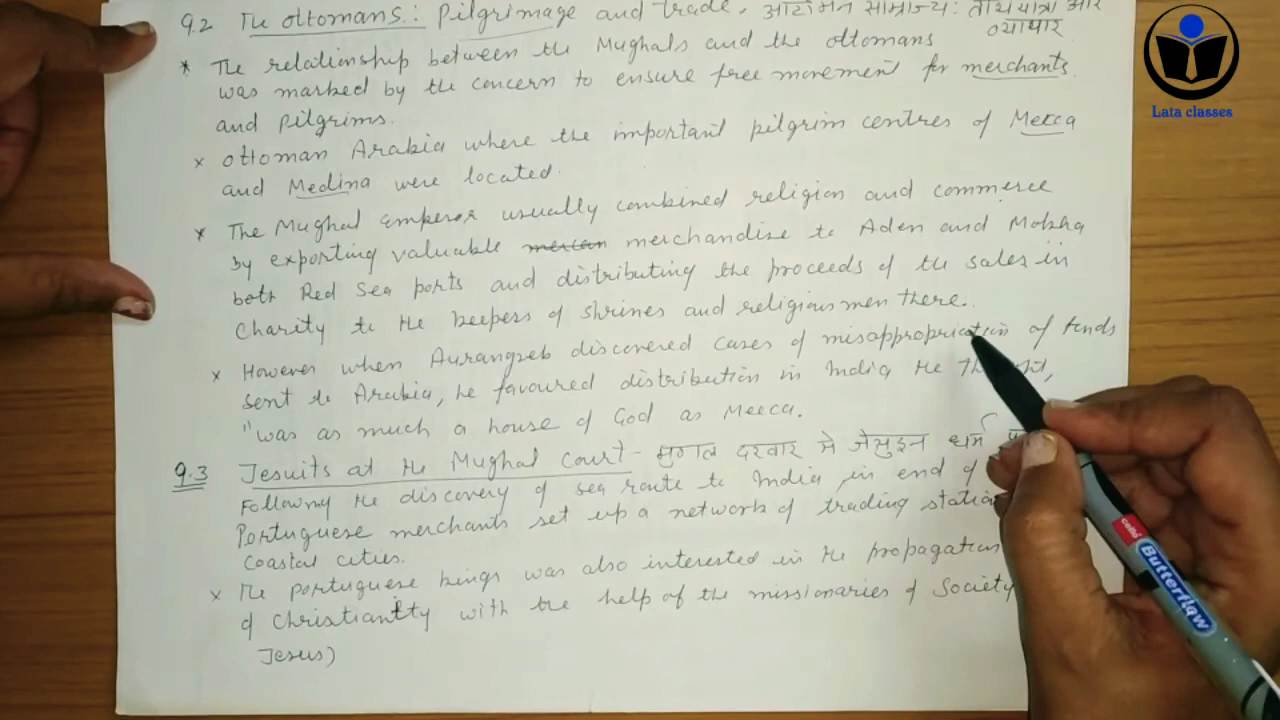 9.2 The Ottomans: Pilgrimage and trade. ऑटोमन साम्राज्य: तीर्थयात्रा और
व्यापार
* The relationship between the Mughals and the Ottomans
was marked by the concern to ensure free movement for merchants
and pilgrims.
× Ottoman Arabia where the important pilgrim centres of Mecca
and Medina were located.
* The Mughal emperor usually combined religion and commerce
by exporting valuable merchandise to Aden and Mokha
both Red Sea ports and distributing the proceeds of the sales in
Charity to the keepers of shrines and religious men there.
× However when Aurangzeb discovered cases of misappropriation of funds
sent to Arabia, he favoured distribution in India He
"was as much a house of God as Mecca.
9.3 Jesuits at the Mughal Court - मुगल दरबार मे जेसुइन धर्म
Following the discovery of sea route to India in end of
Portuguese merchants set up a network of trading
coastal cities.
× The Portuguese kings was also interested in the propagation
of Christianity with the help of the missionaries of Society
Jesus)
Lata classes
cello
Butterflow